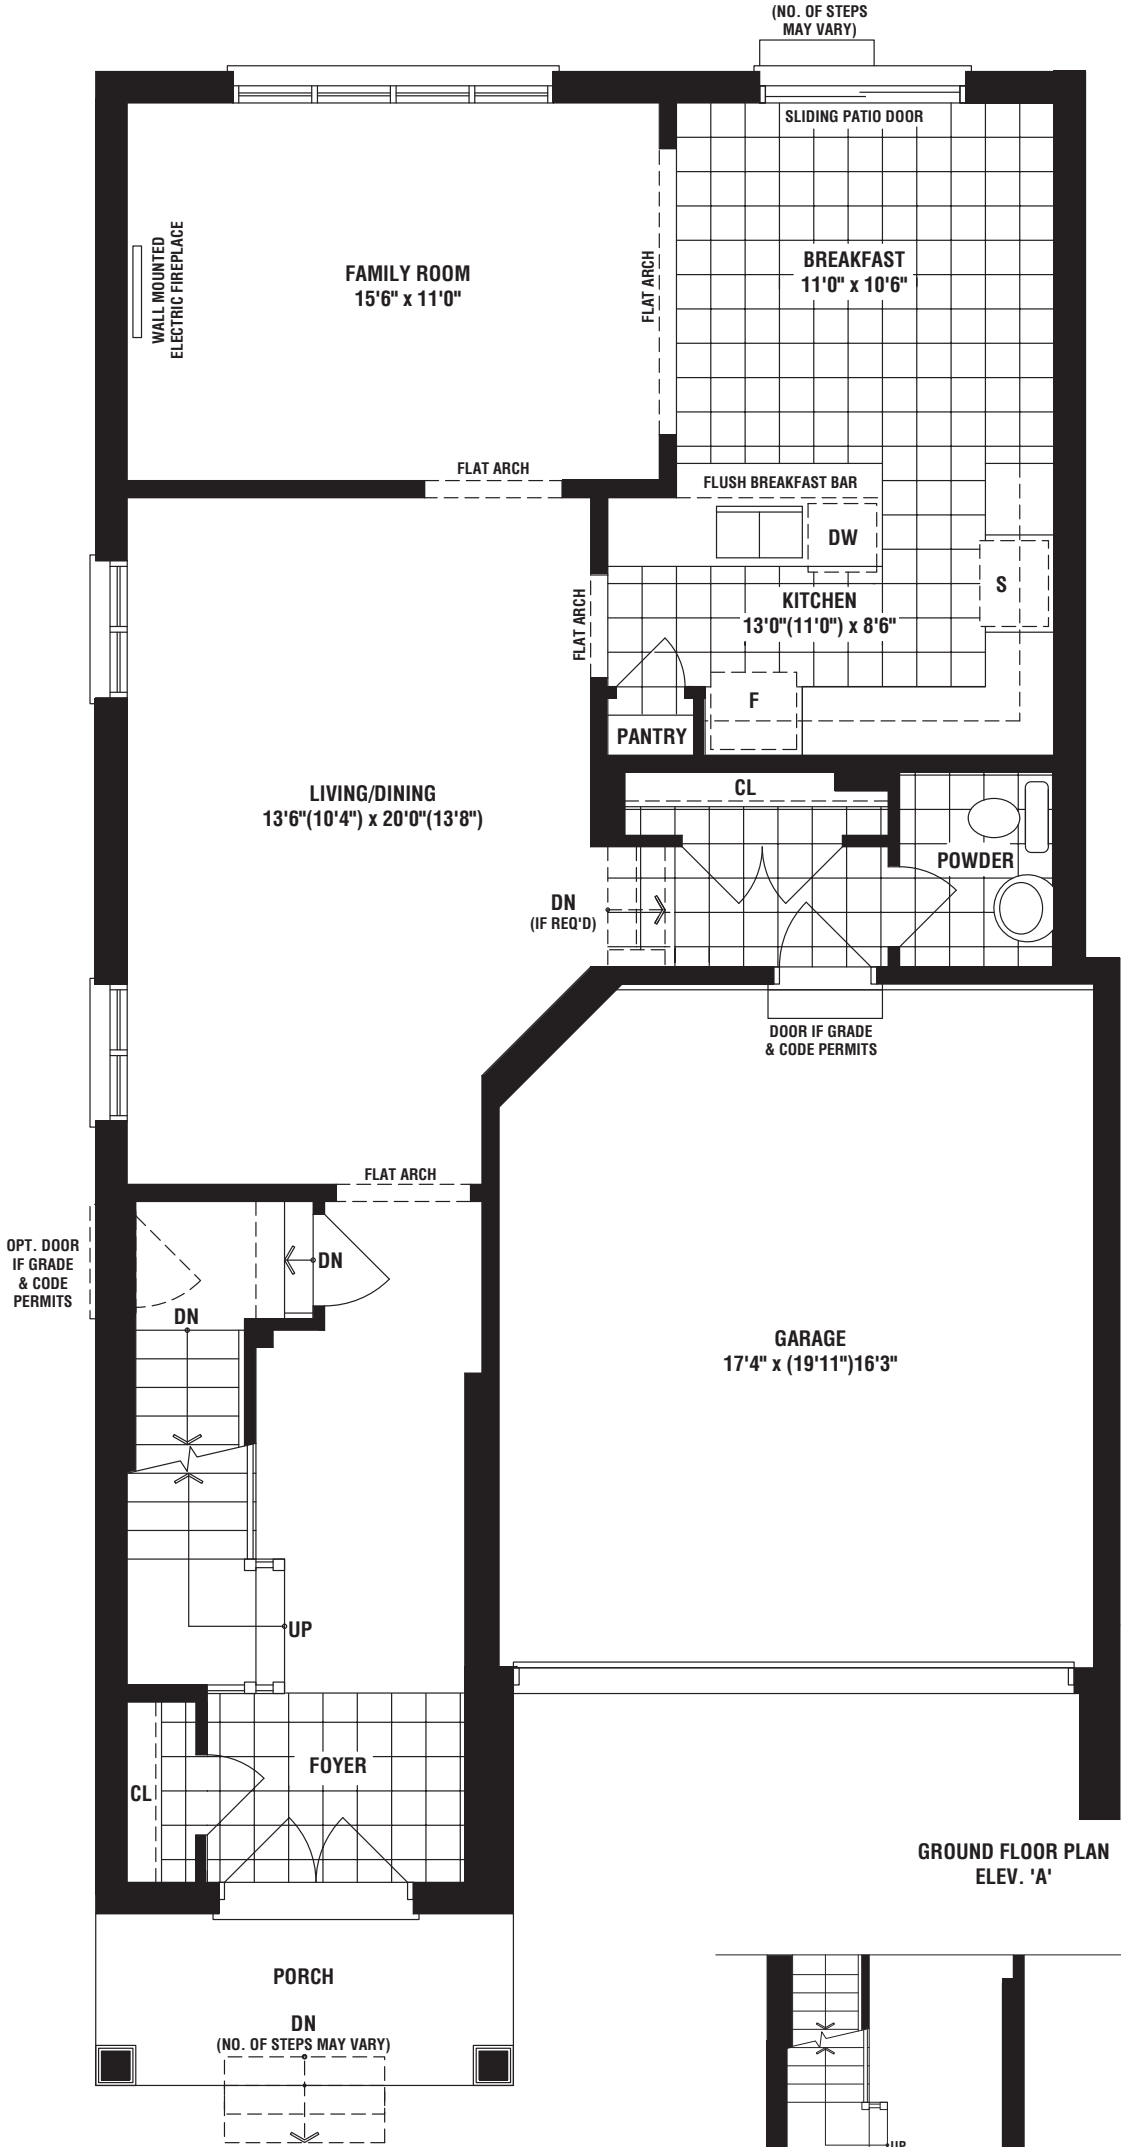 (NO. OF STEPS
MAY VARY)
SLIDING PATIO DOOR
WALL MOUNTED
ELECTRIC FIREPLACE
FAMILY ROOM
15'6" x 11'0"
FLAT ARCH
BREAKFAST
11'0" x 10'6"
FLAT ARCH
FLUSH BREAKFAST BAR
DW
S
FLAT ARCH
KITCHEN
13'0"(11'0") x 8'6"
F
PANTRY
LIVING/DINING
13'6"(10'4") x 20'0"(13'8")
CL
POWDER
DN
(IF REQ'D)
DOOR IF GRADE
& CODE PERMITS
FLAT ARCH
OPT. DOOR
IF GRADE
& CODE
PERMITS
DN
DN
GARAGE
17'4" x (19'11")16'3"
UP
FOYER
CL
GROUND FLOOR PLAN
ELEV. 'A'
PORCH
DN
(NO. OF STEPS MAY VARY)
UP